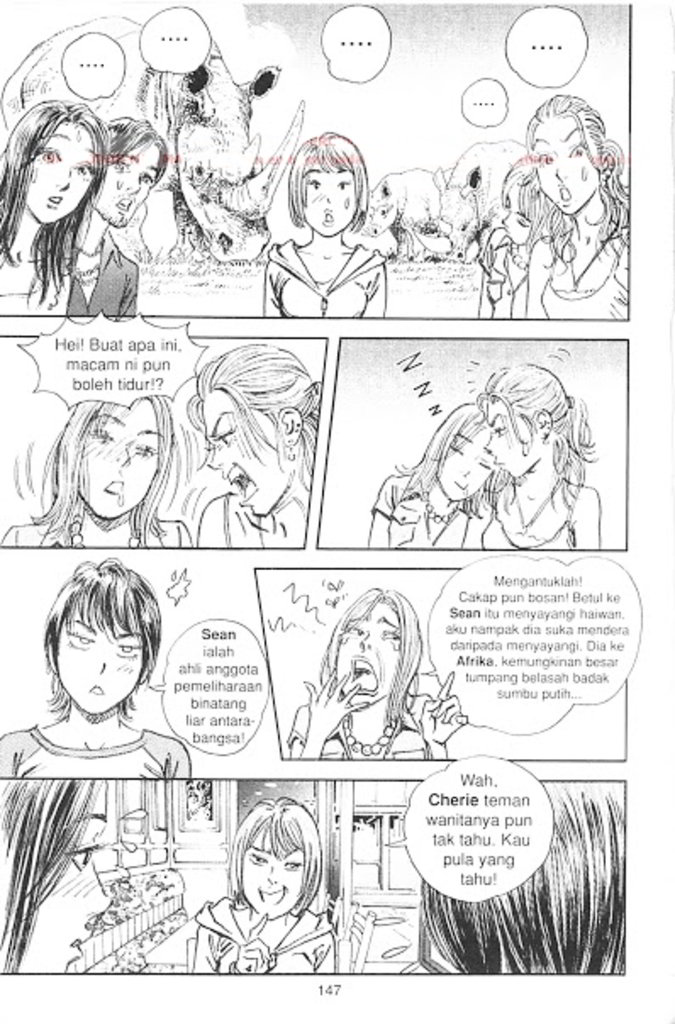 ....
....
....
....
....
Hei! Buat apa ini,
macam ni pun
boleh tidur!?
Z Z Z Z
Sean
ialah
ahli anggota
pemeliharaan
binatang
liar antara-
bangsa!
Mengantuklah!
Cakap pun bosan! Betul ke
Sean itu menyayangi haiwan,
aku nampak dia suka mendera
daripada menyayangi. Dia ke
Afrika, kemungkinan besar
tumpang belasah badak
sumbu putih...
Wah,
Cherie teman
wanitanya pun
tak tahu. Kau
pula yang
tahu!
147